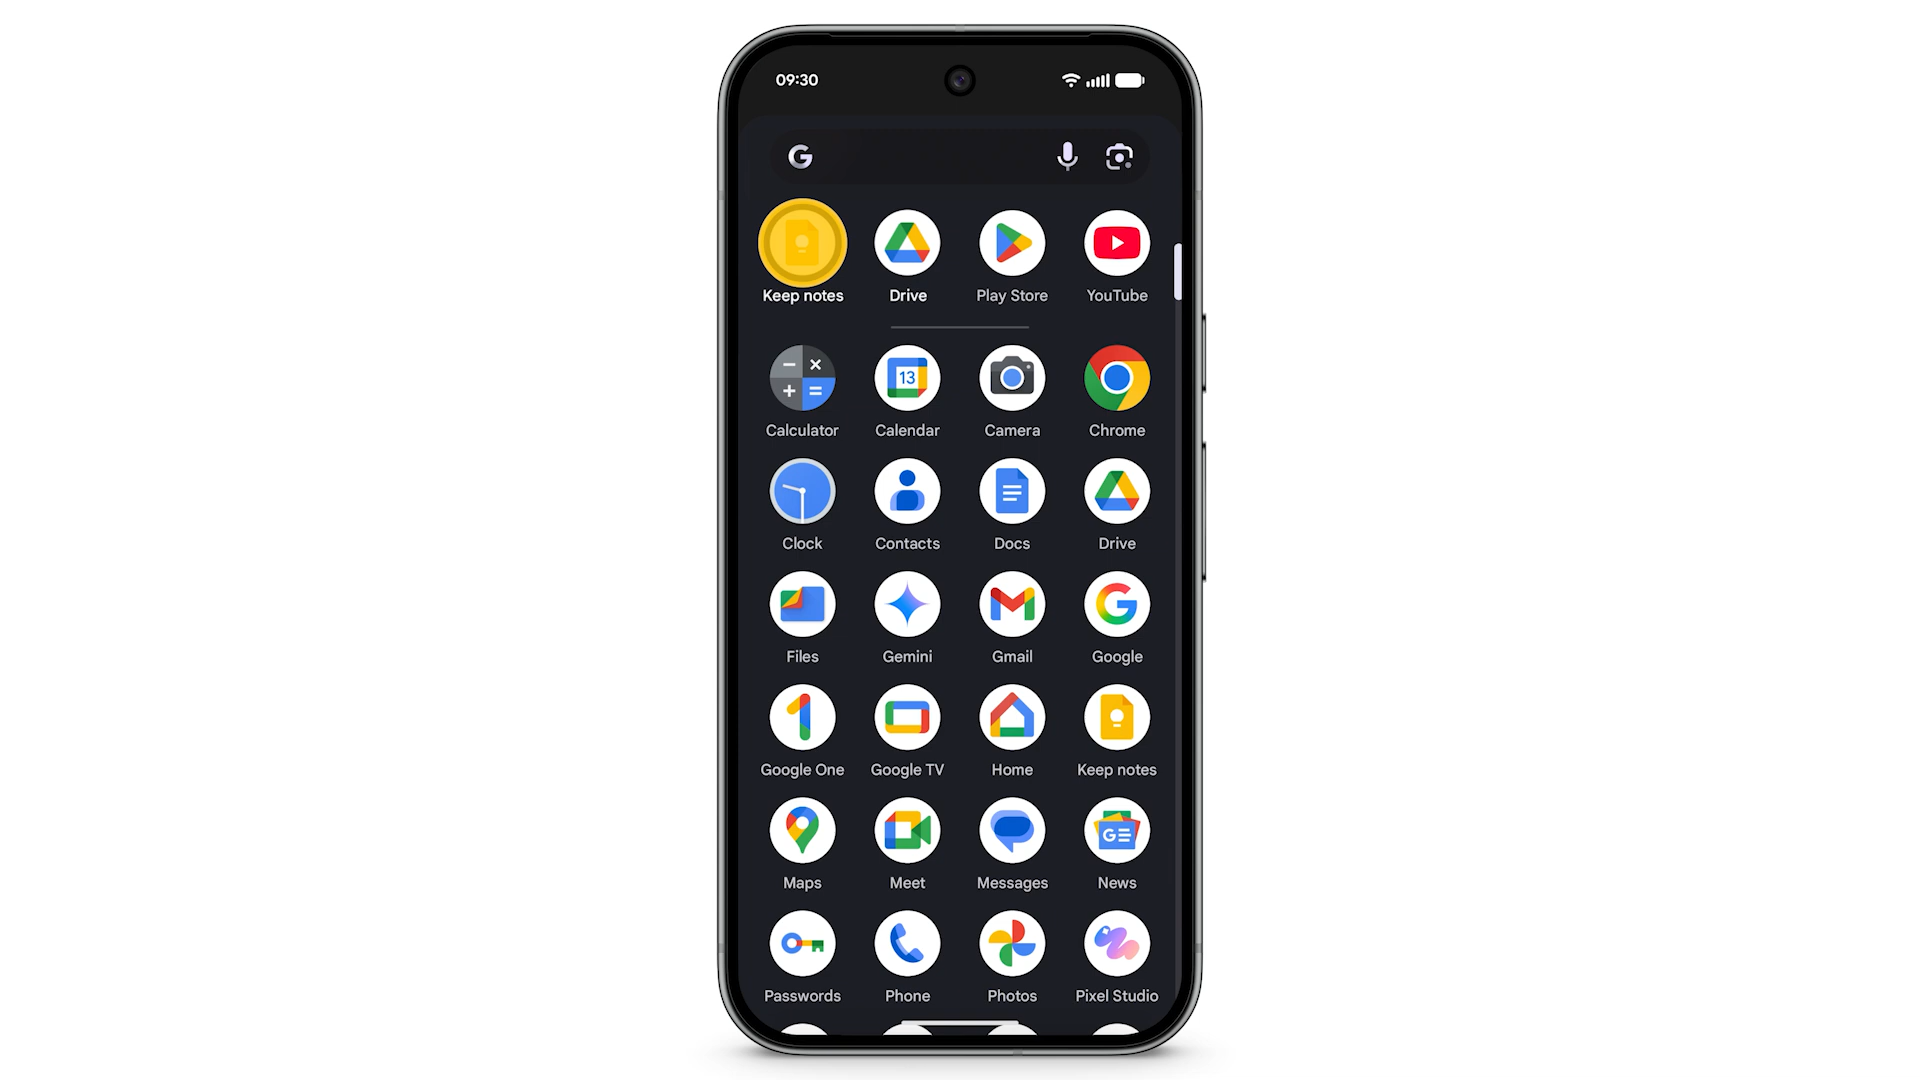 09:30
Keep notes Drive Play Store YouTube
13
Calculator Calendar Camera Chrome
Clock Contacts Docs Drive
Files Gemini Gmail Google
Google One Google TV Home Keep notes
Maps Meet Messages News
Passwords Phone Photos Pixel Studio